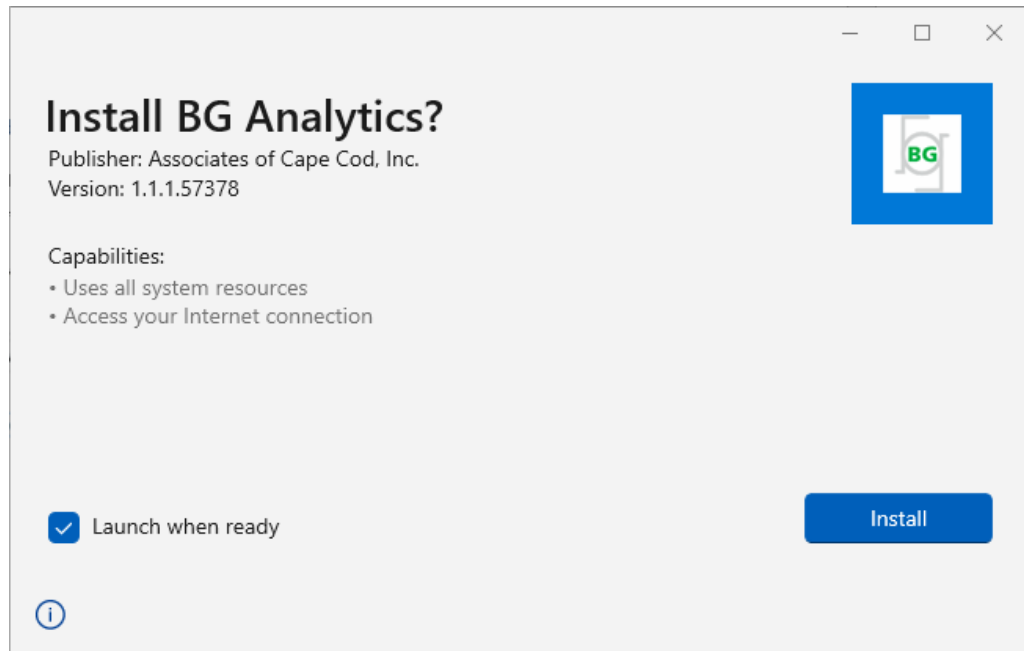 Install BG Analytics?
Publisher: Associates of Cape Cod, Inc.
Version: 1.1.1.57378
BG
Capabilities:
• Uses all system resources
• Access your Internet connection
Launch when ready
Install